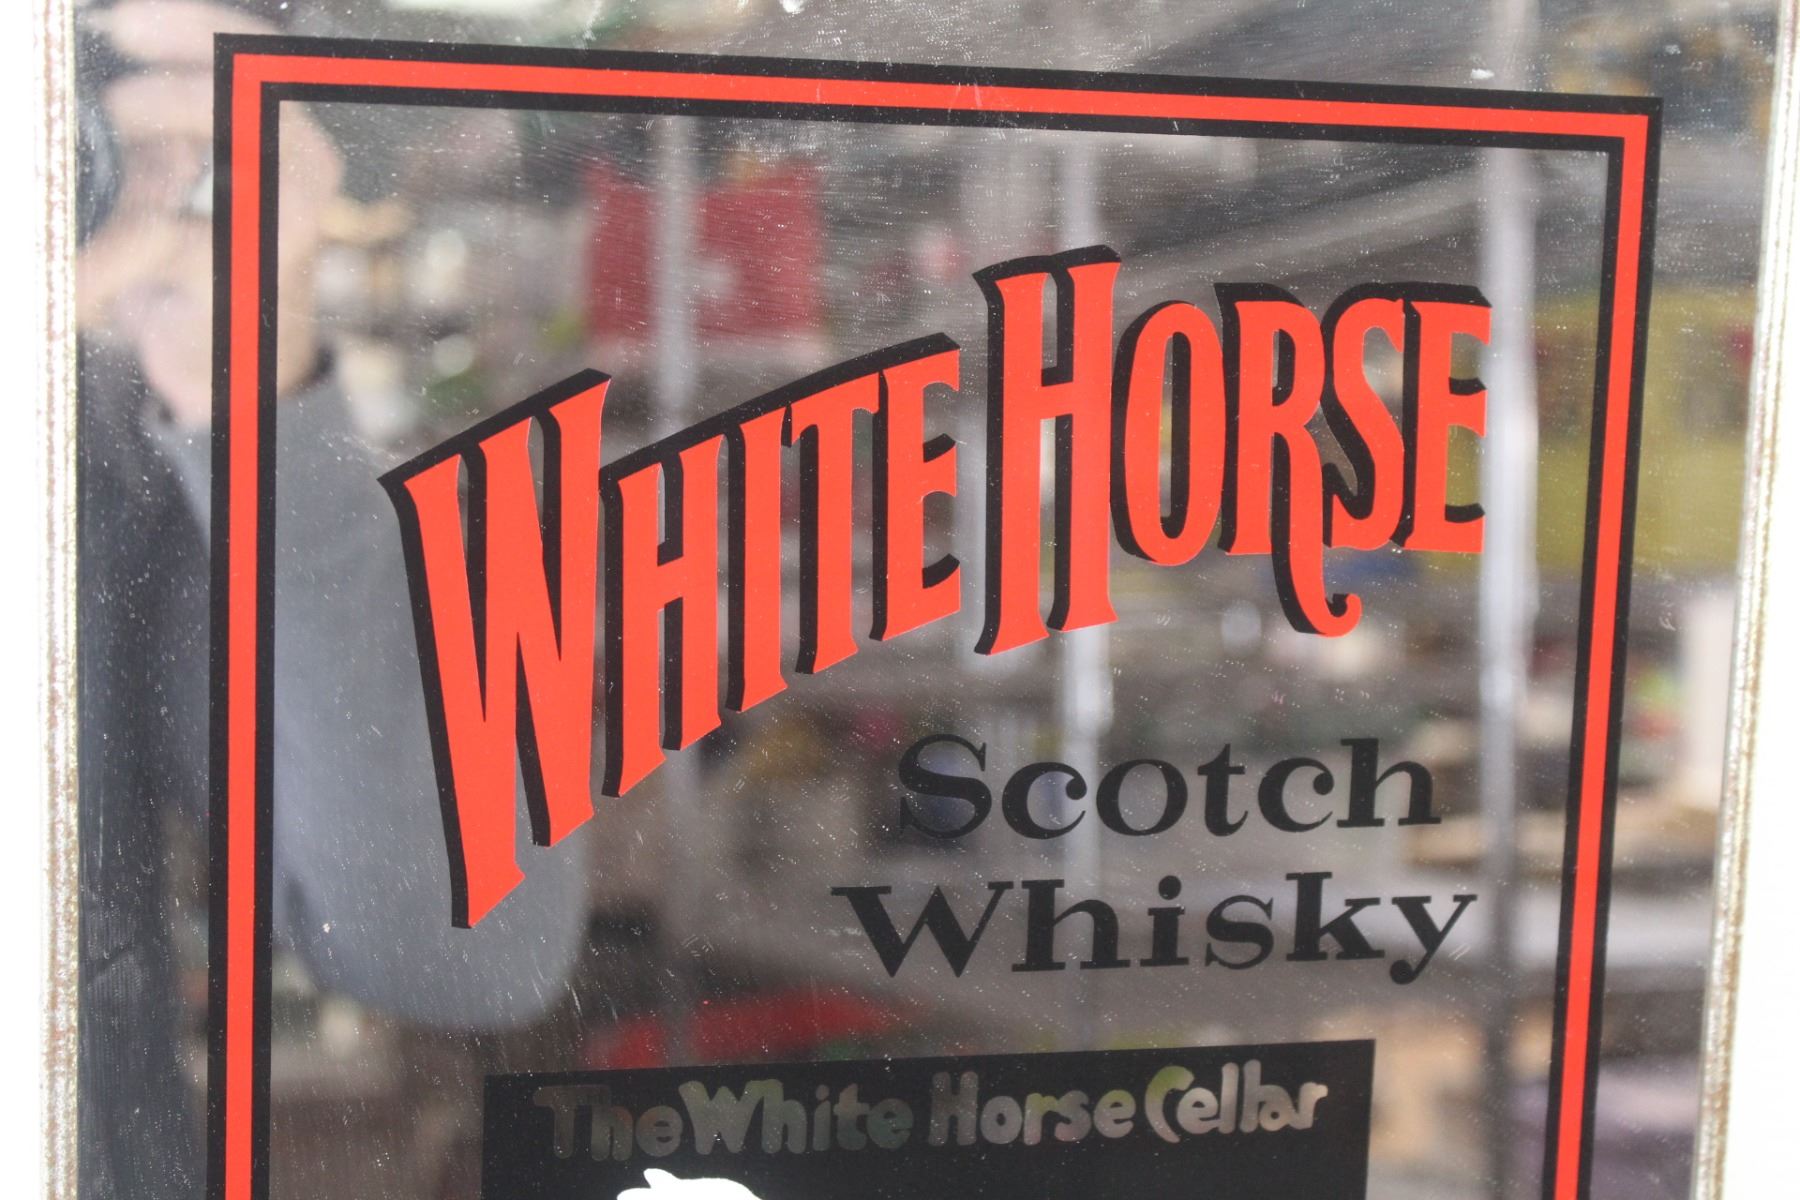 WHITE HORSE
Scotch
Whisky
The White Horse Cellar